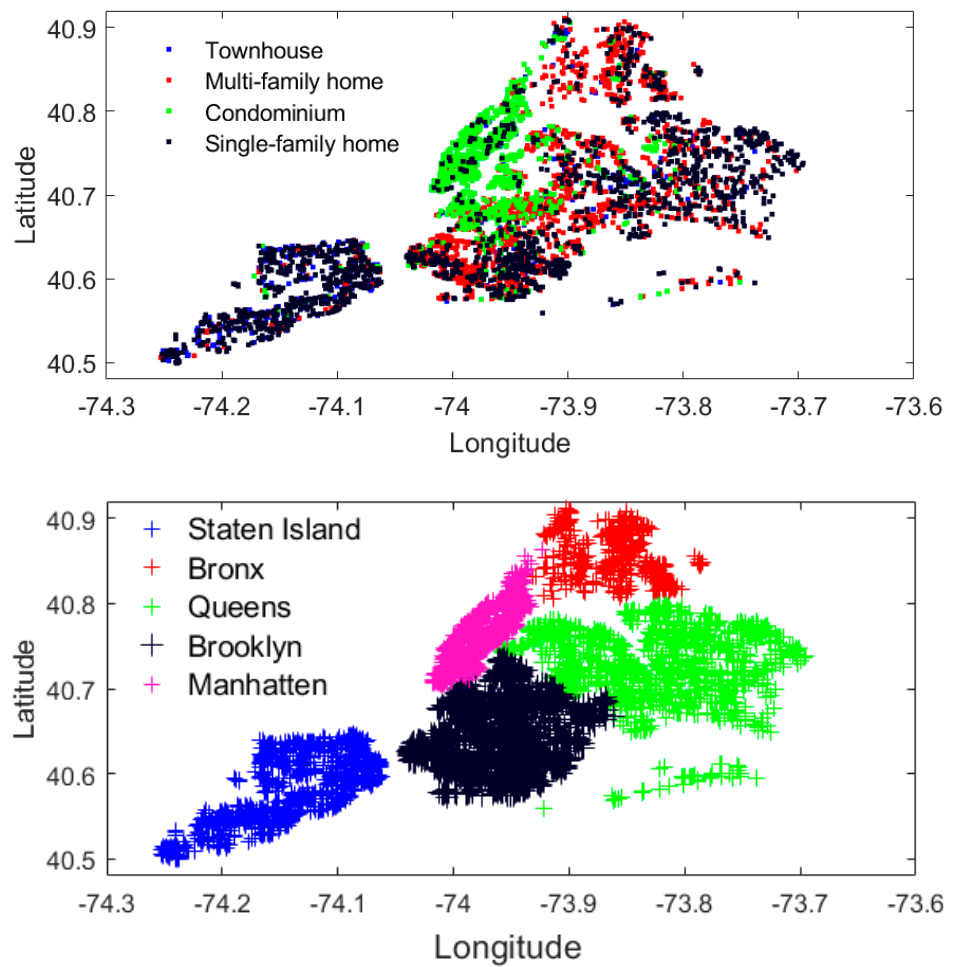 40.9
Townhouse
Multi-family home
40.8
Condominium
Single-family home
Latitude
40.7
40.6
40.5
-74.3 -74.2 -74.1 -74 -73.9 -73.8 -73.7 -73.6
Longitude
40.9
Staten Island
Bronx
40.8
Queens
Brooklyn
Latitude
40.7
Manhatten
40.6
40.5
-74.3 -74.2 -74.1 -74 -73.9 -73.8 -73.7 -73.6
Longitude